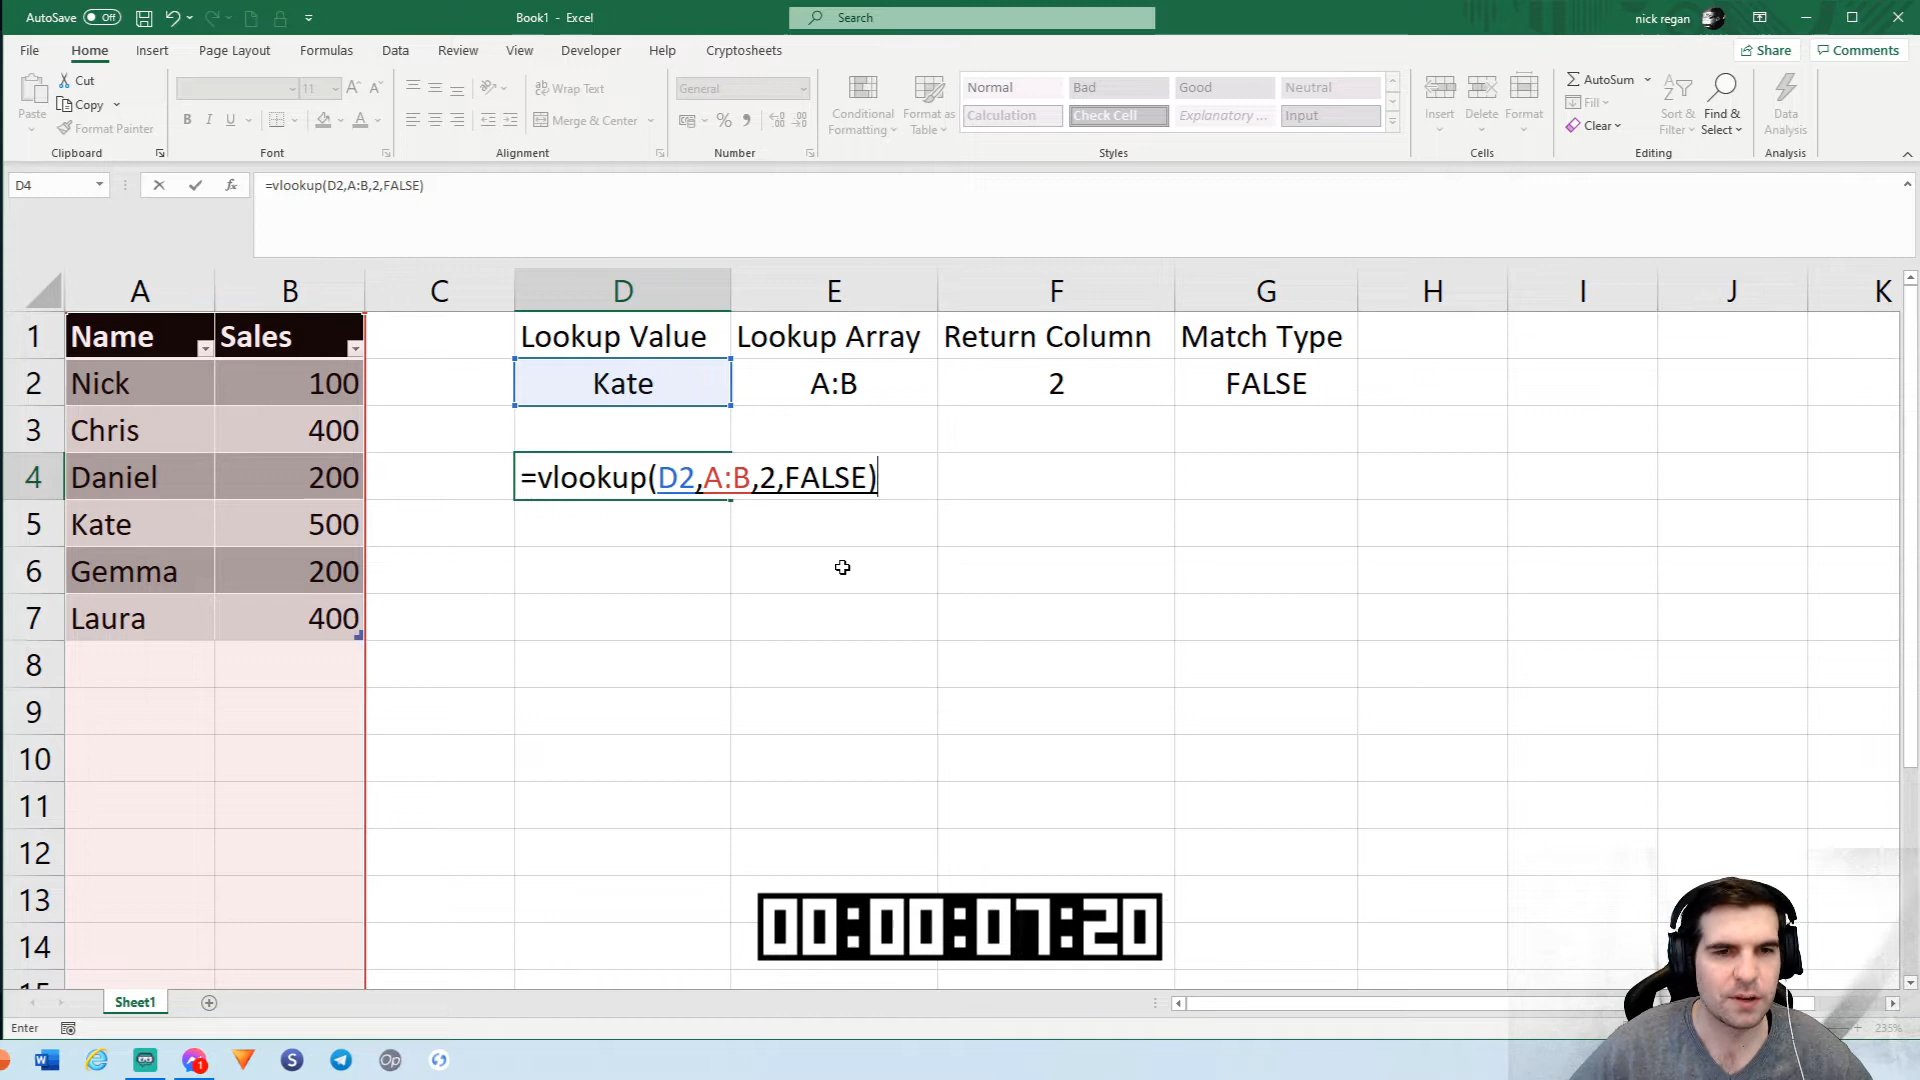 AutoSave Off Book1 - Excel Search nick regan
File Home Insert Page Layout Formulas Data Review View Developer Help Cryptosheets Share Comments
Cut
Copy
Paste
Format Painter
Clipboard
11 A A
B I U A
Font
Wrap Text
Merge & Center
Alignment
General
%
Number
Conditional
Formatting
Format as
Table
Normal Bad Good Neutral
Calculation Check Cell Explanatory ... Input
Styles
Insert Delete Format
Cells
AutoSum
Fill
Clear
Sort &
Filter
Find &
Select
Editing
Data
Analysis
Analysis
D4 fx =vlookup(D2,A:B,2,FALSE)
A B C D E F G H I J K
1 Name Sales Lookup Value Lookup Array Return Column Match Type
2 Nick 100 Kate A:B 2 FALSE
3 Chris 400
4 Daniel 200 =vlookup(D2,A:B,2,FALSE)
5 Kate 500
6 Gemma 200
7 Laura 400
8
9
10
11
12
13
14
15
00:00:07:20
Sheet1
Enter
235%
W e 1 S Op